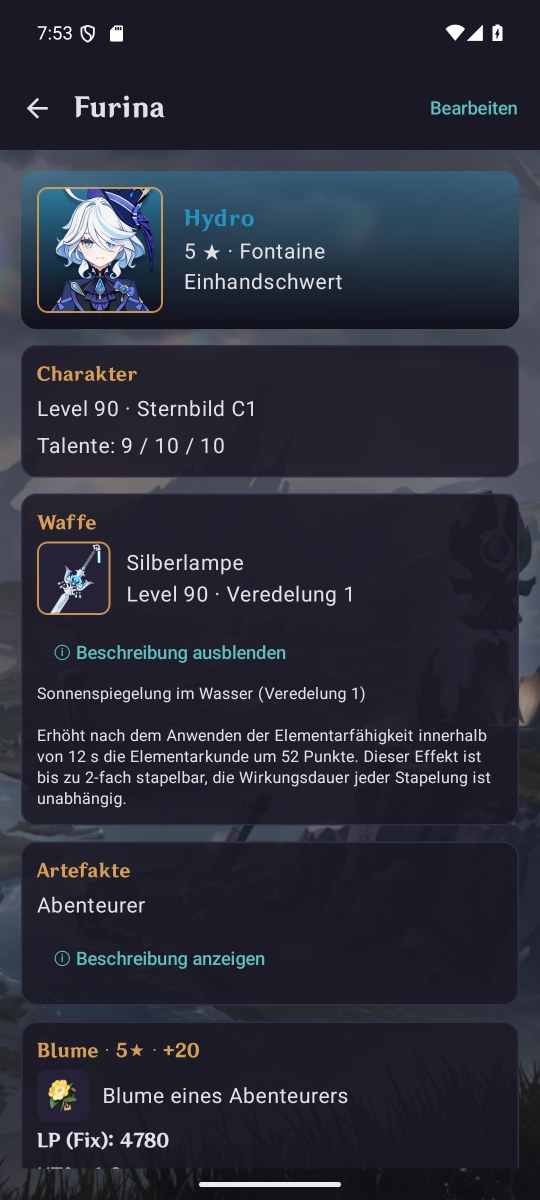 7:53
Furina
Bearbeiten
Hydro
5 ★ · Fontaine
Einhandschwert
Charakter
Level 90 · Sternbild C1
Talente: 9 / 10 / 10
Waffe
Silberlampe
Level 90 · Veredelung 1
ⓘ Beschreibung ausblenden
Sonnenspiegelung im Wasser (Veredelung 1)
Erhöht nach dem Anwenden der Elementarfähigkeit innerhalb
von 12 s die Elementarkunde um 52 Punkte. Dieser Effekt ist
bis zu 2-fach stapelbar, die Wirkungsdauer jeder Stapelung ist
unabhängig.
Artefakte
Abenteurer
ⓘ Beschreibung anzeigen
Blume · 5★ · +20
Blume eines Abenteurers
LP (Fix): 4780